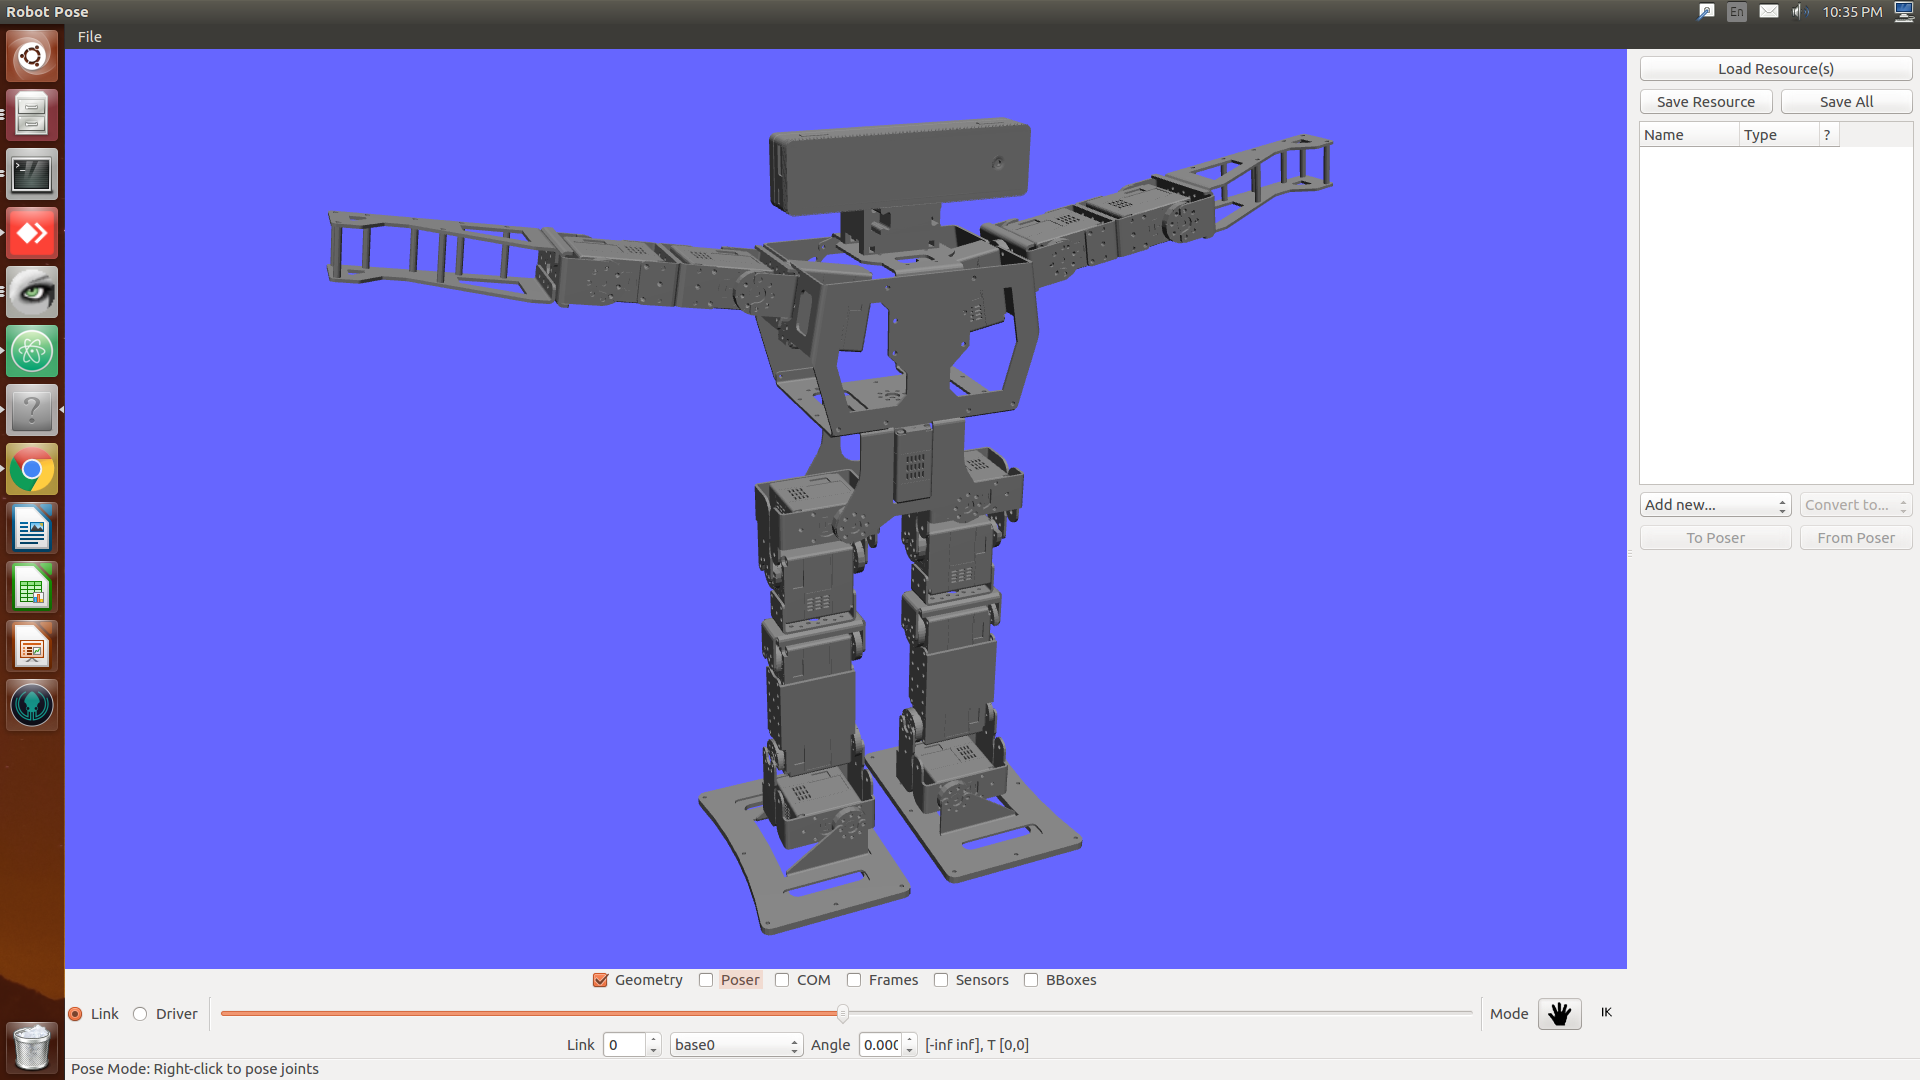 Robot Pose
En
10:35 PM
File
Load Resource(s)
Save Resource
Save All
Name
Type
?
Add new...
Convert to...
To Poser
From Poser
Geometry
Poser
COM
Frames
Sensors
BBoxes
Link
Driver
Mode
IK
Link
0
base0
Angle
0.000
[-inf inf], T [0,0]
Pose Mode: Right-click to pose joints